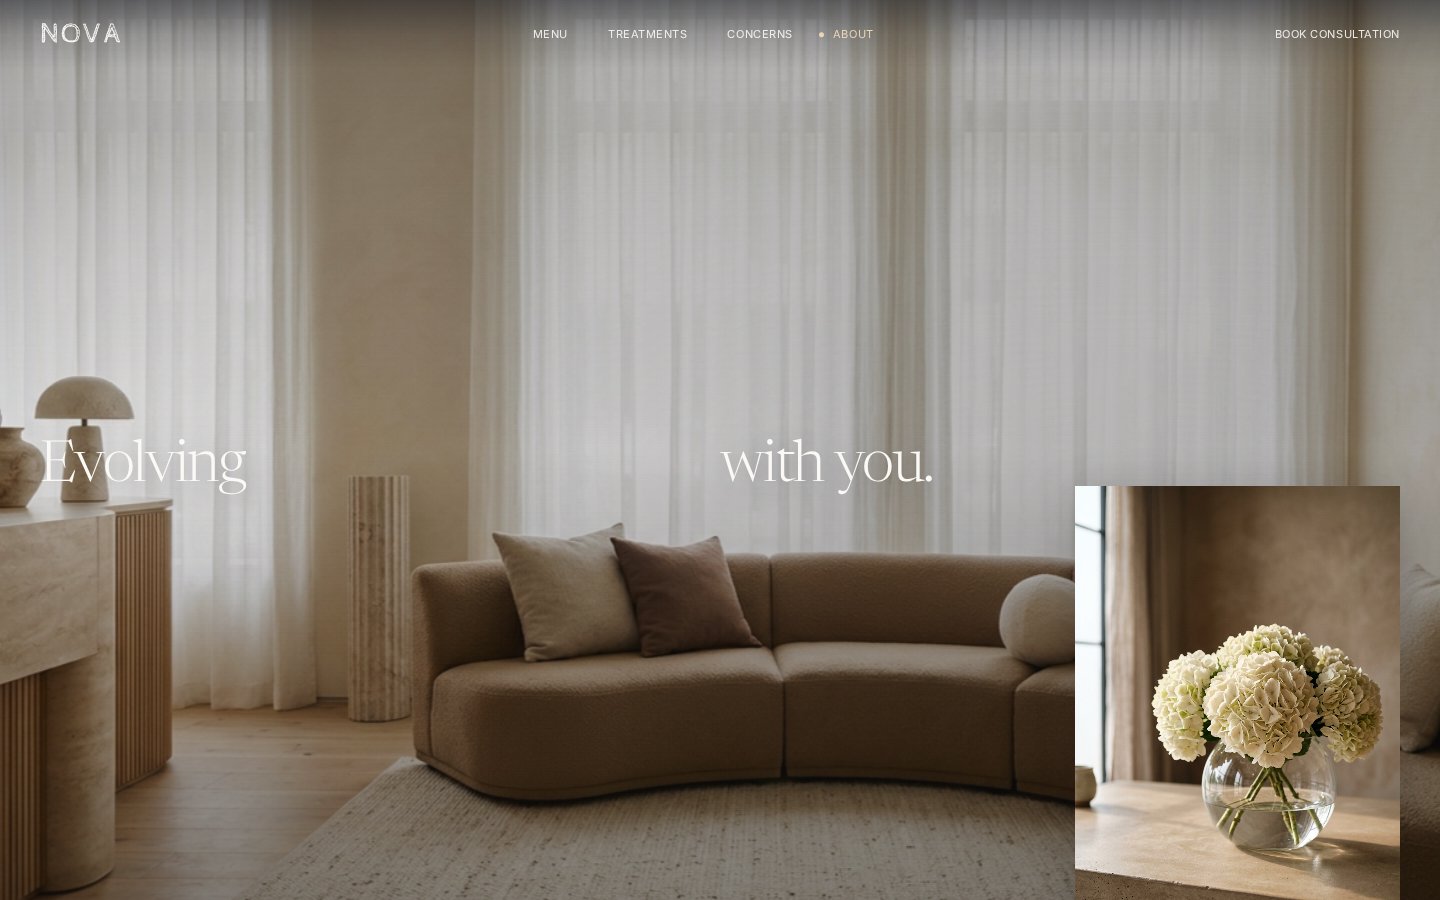 NOVA
MENU
TREATMENTS
CONCERNS
ABOUT
BOOK CONSULTATION
Evolving with you.